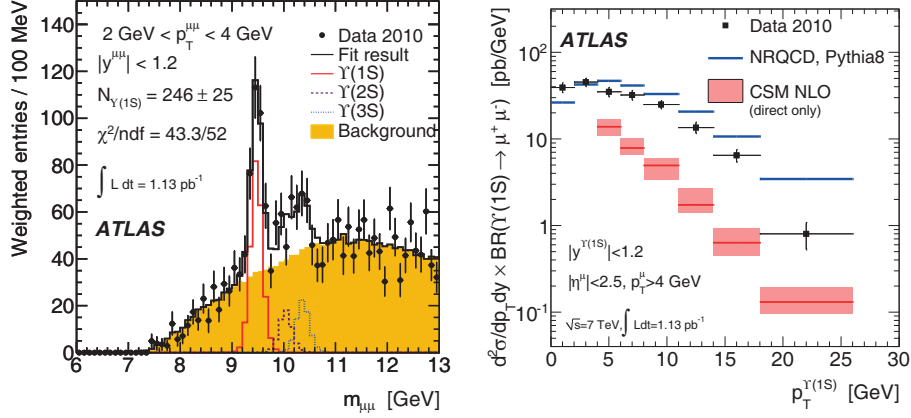 Weighted entries / 100 MeV
140
120
100
80
60
40
20
0
2 GeV < p_T^μμ < 4 GeV
|y^μμ| < 1.2
N_ϒ(1S) = 246 ± 25
χ²/ndf = 43.3/52
∫ L dt = 1.13 pb⁻¹
ATLAS
Data 2010
Fit result
ϒ(1S)
ϒ(2S)
ϒ(3S)
Background
6 7 8 9 10 11 12 13
m_μμ [GeV]
d²σ/dp_T dy × BR(ϒ(1S) → μ⁺ μ⁻) [pb/GeV]
10²
10
1
10⁻¹
ATLAS
Data 2010
NRQCD, Pythia8
CSM NLO
(direct only)
|y^ϒ(1S)|<1.2
|η^μ|<2.5, p_T^μ>4 GeV
√s=7 TeV, ∫Ldt=1.13 pb⁻¹
0 5 10 15 20 25 30
p_T^ϒ(1S) [GeV]